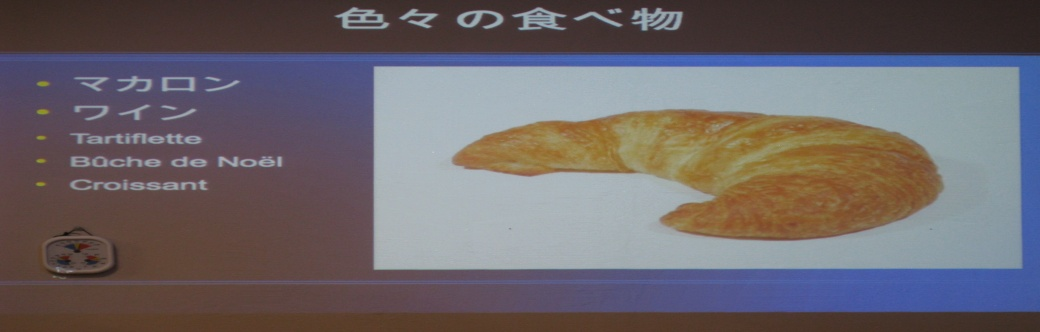 色々の食べ物
マカロン
ワイン
Tartiflette
Bûche de Noël
Croissant